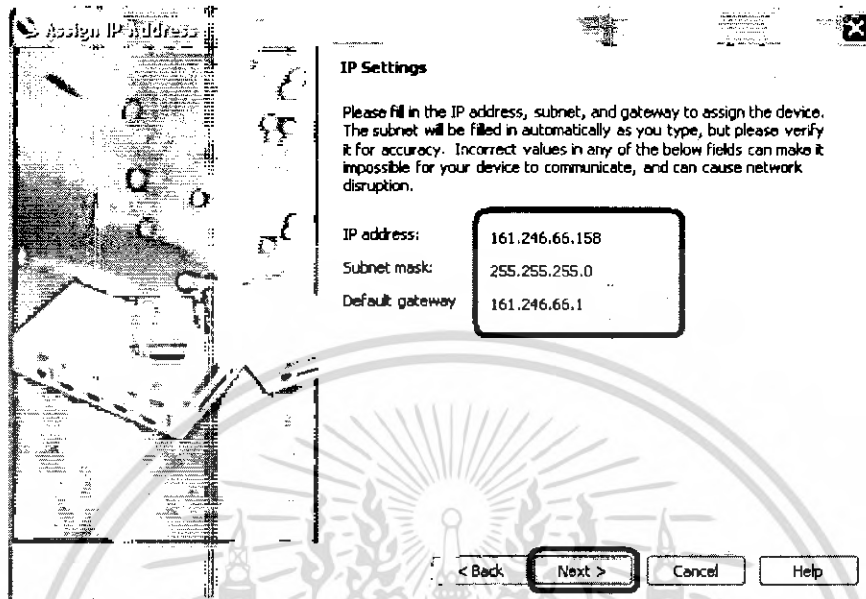 Assign IP Address
IP Settings
Please fill in the IP address, subnet, and gateway to assign the device.
The subnet will be filled in automatically as you type, but please verify
it for accuracy. Incorrect values in any of the below fields can make it
impossible for your device to communicate, and can cause network
disruption.
IP address: 161.246.66.158
Subnet mask: 255.255.255.0
Default gateway 161.246.66.1
< Back Next > Cancel Help